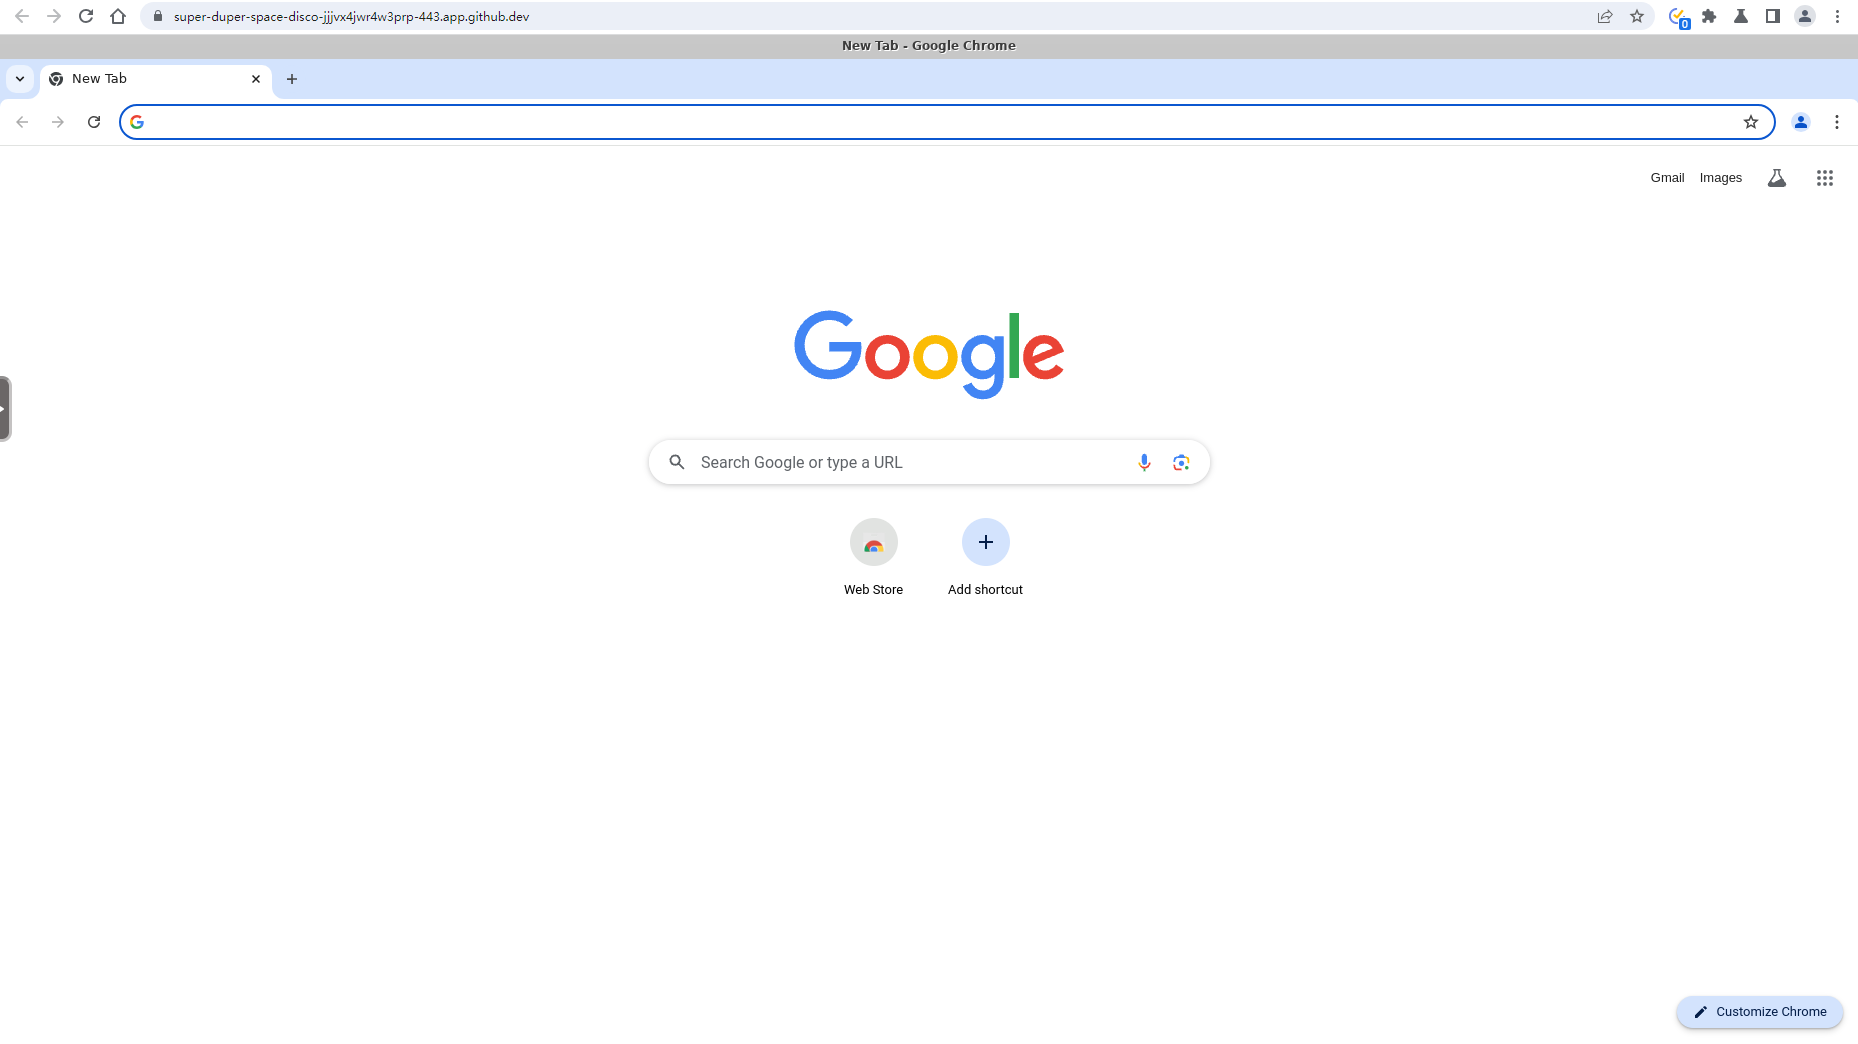 super-duper-space-disco-jjjvx4jwr4w3prp-443.app.github.dev
0
New Tab - Google Chrome
New Tab
Gmail Images
Google
Search Google or type a URL
Web Store Add shortcut
Customize Chrome